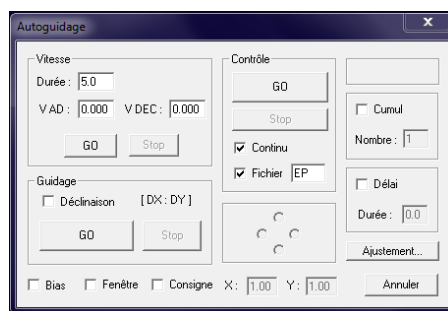 Autoguidage
x
Vitesse
Durée : 5.0
V AD : 0.000 V DEC : 0.000
GO Stop
Guidage
Déclinaison [ DX : DY ]
GO Stop
Contrôle
GO
Stop
Continu
Fichier EP
Cumul
Nombre : 1
Délai
Durée : 0.0
Ajustement...
Bias Fenêtre Consigne X : 1.00 Y : 1.00 Annuler